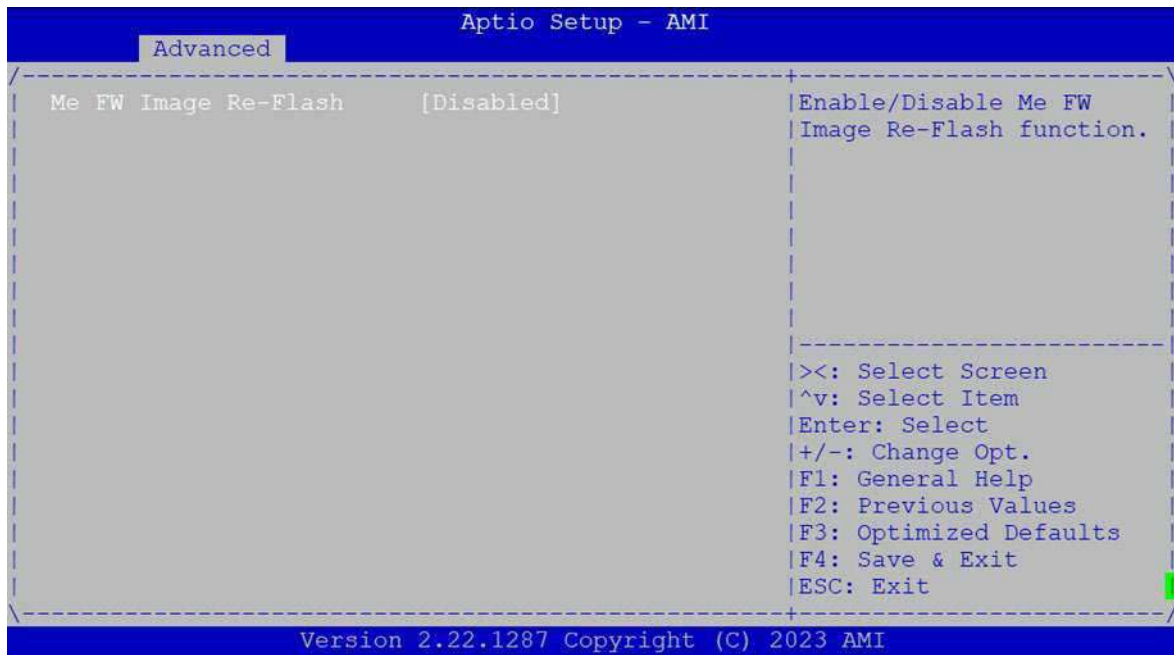 Aptio Setup - AMI
Advanced
Me FW Image Re-Flash [Disabled]
Enable/Disable Me FW
Image Re-Flash function.
><: Select Screen
^v: Select Item
Enter: Select
+/-: Change Opt.
F1: General Help
F2: Previous Values
F3: Optimized Defaults
F4: Save & Exit
ESC: Exit
Version 2.22.1287 Copyright (C) 2023 AMI